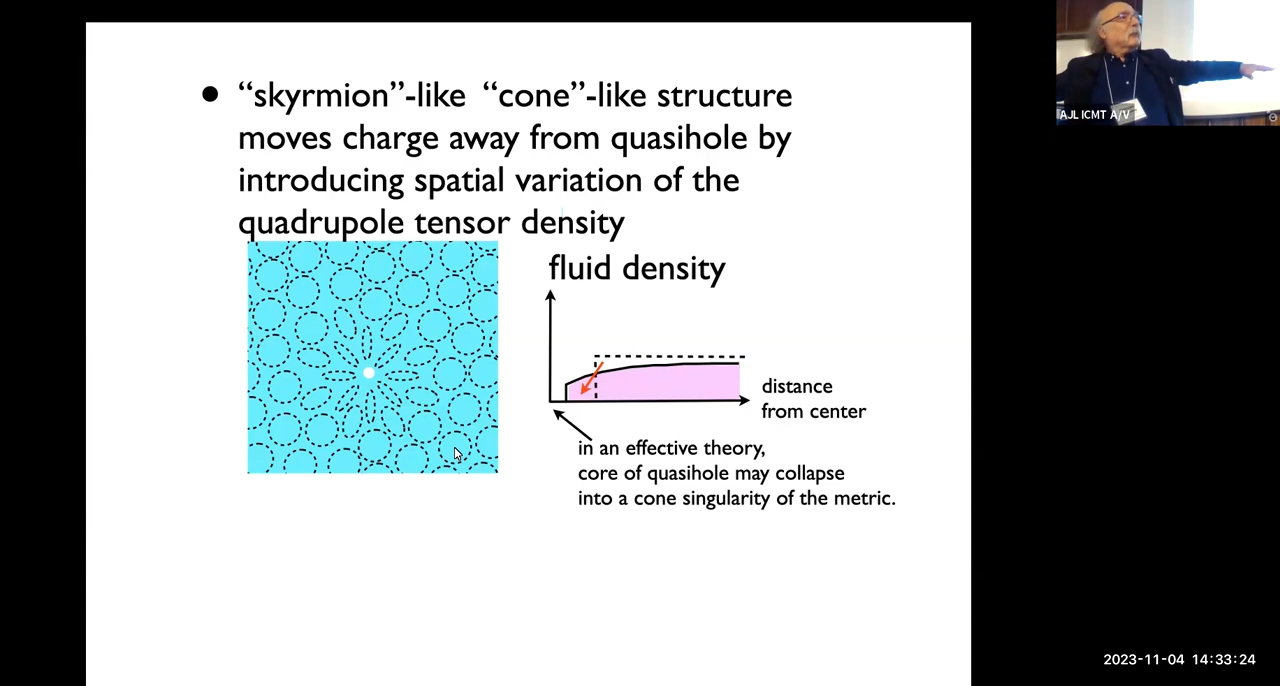 ● “skyrmion”-like “cone”-like structure
moves charge away from quasihole by
introducing spatial variation of the
quadrupole tensor density
fluid density
distance
from center
in an effective theory,
core of quasihole may collapse
into a cone singularity of the metric.
AJL ICMT A/V
2023-11-04 14:33:24